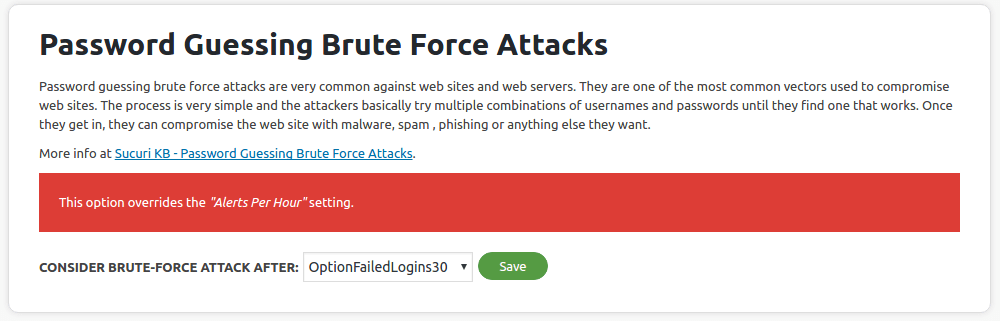 Password Guessing Brute Force Attacks
Password guessing brute force attacks are very common against web sites and web servers. They are one of the most common vectors used to compromise
web sites. The process is very simple and the attackers basically try multiple combinations of usernames and passwords until they find one that works. Once
they get in, they can compromise the web site with malware, spam , phishing or anything else they want.
More info at Sucuri KB - Password Guessing Brute Force Attacks.
This option overrides the "Alerts Per Hour" setting.
CONSIDER BRUTE-FORCE ATTACK AFTER: OptionFailedLogins30 Save